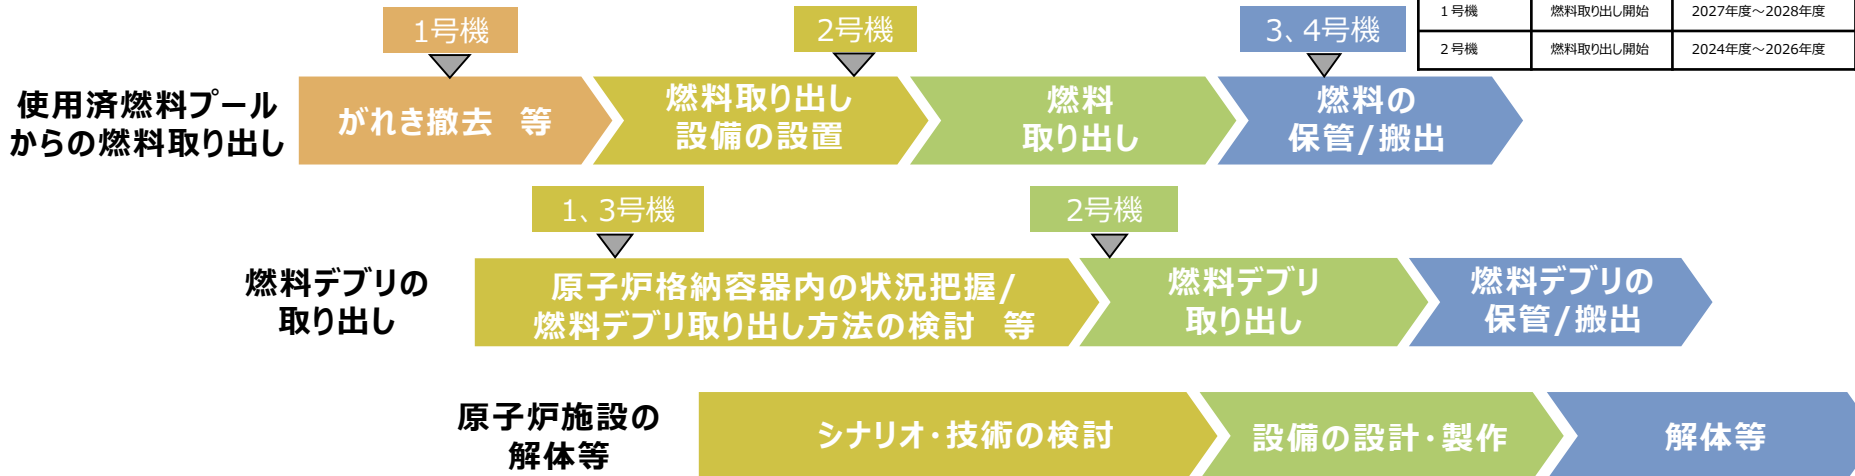 1号機 燃料取り出し開始 2027年度～2028年度
2号機 燃料取り出し開始 2024年度～2026年度
1号機
2号機
3、4号機
使用済燃料プール
からの燃料取り出し
がれき撤去 等
燃料取り出し
設備の設置
燃料
取り出し
燃料の
保管/搬出
1、3号機
2号機
燃料デブリの
取り出し
原子炉格納容器内の状況把握/
燃料デブリ取り出し方法の検討 等
燃料デブリ
取り出し
燃料デブリの
保管/搬出
原子炉施設の
解体等
シナリオ・技術の検討
設備の設計・製作
解体等